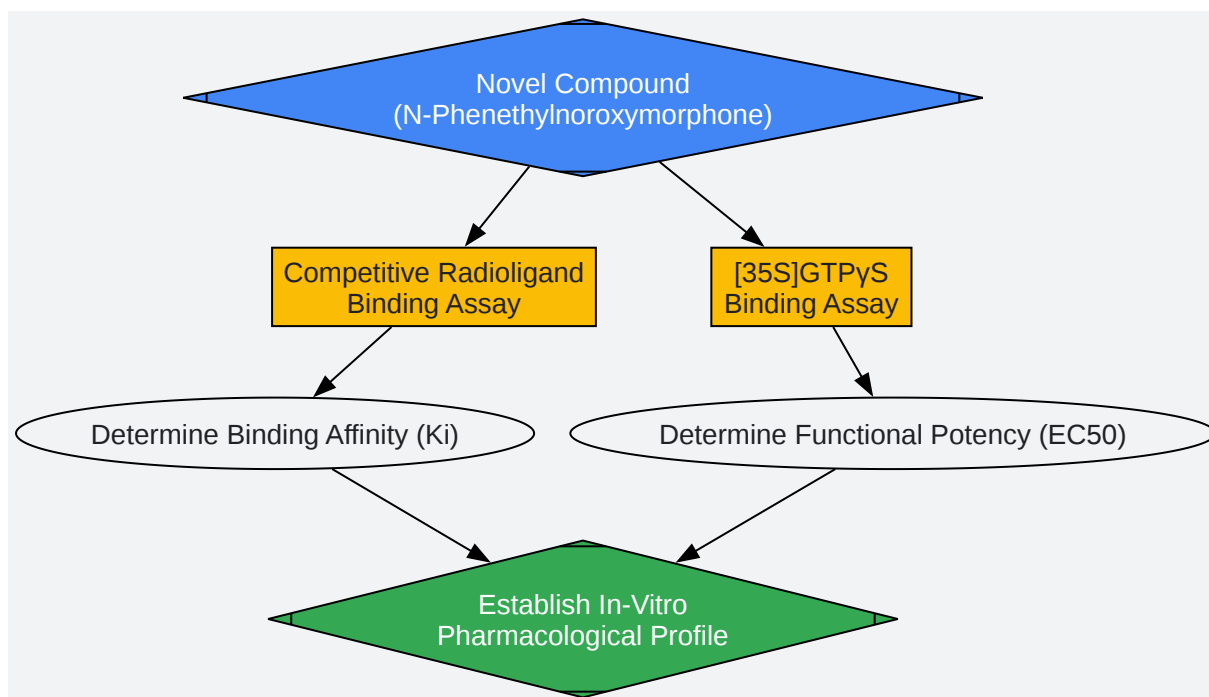 Novel Compound
(N-Phenethylnoroxymorphone)
Competitive Radioligand
Binding Assay
[35S]GTPγS
Binding Assay
Determine Binding Affinity (Ki)
Determine Functional Potency (EC50)
Establish In-Vitro
Pharmacological Profile